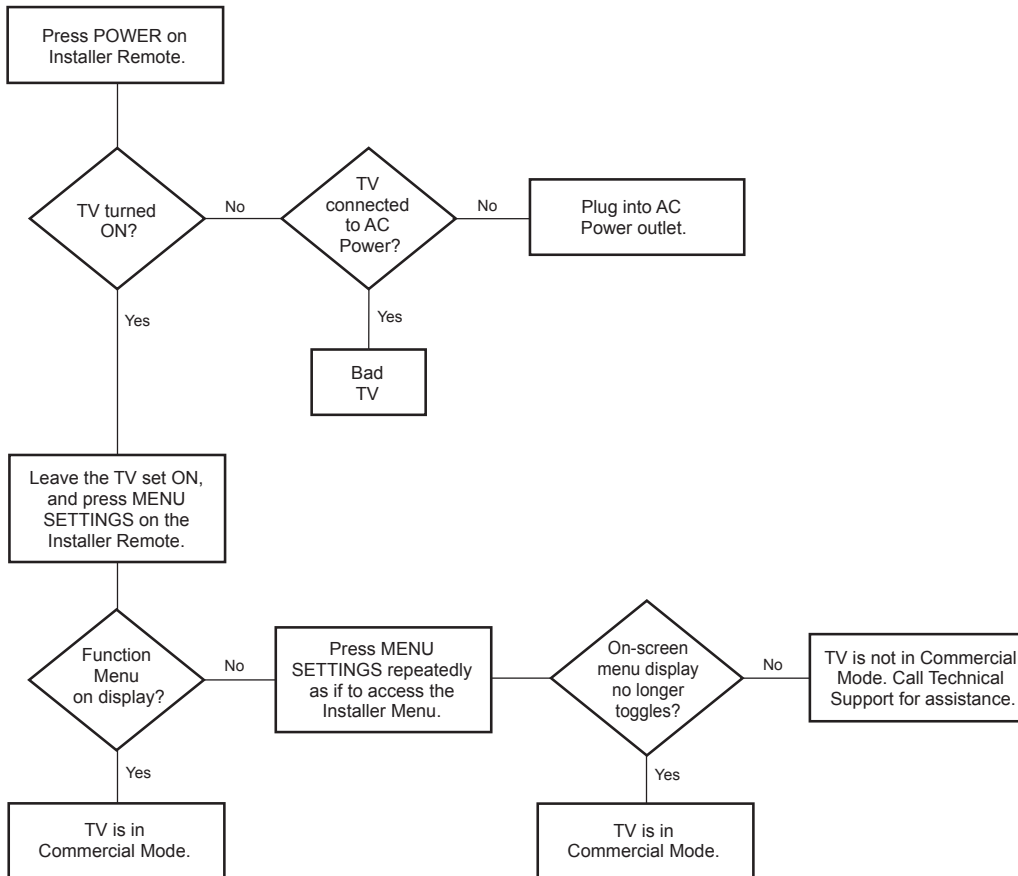 Press POWER on
Installer Remote.
TV turned
ON?
No
TV
connected
to AC
Power?
No
Plug into AC
Power outlet.
Yes
Yes
Bad
TV
Leave the TV set ON,
and press MENU
SETTINGS on the
Installer Remote.
Function
Menu
on display?
No
Press MENU
SETTINGS repeatedly
as if to access the
Installer Menu.
On-screen
menu display
no longer
toggles?
No
TV is not in Commercial
Mode. Call Technical
Support for assistance.
Yes
Yes
TV is in
Commercial Mode.
TV is in
Commercial Mode.